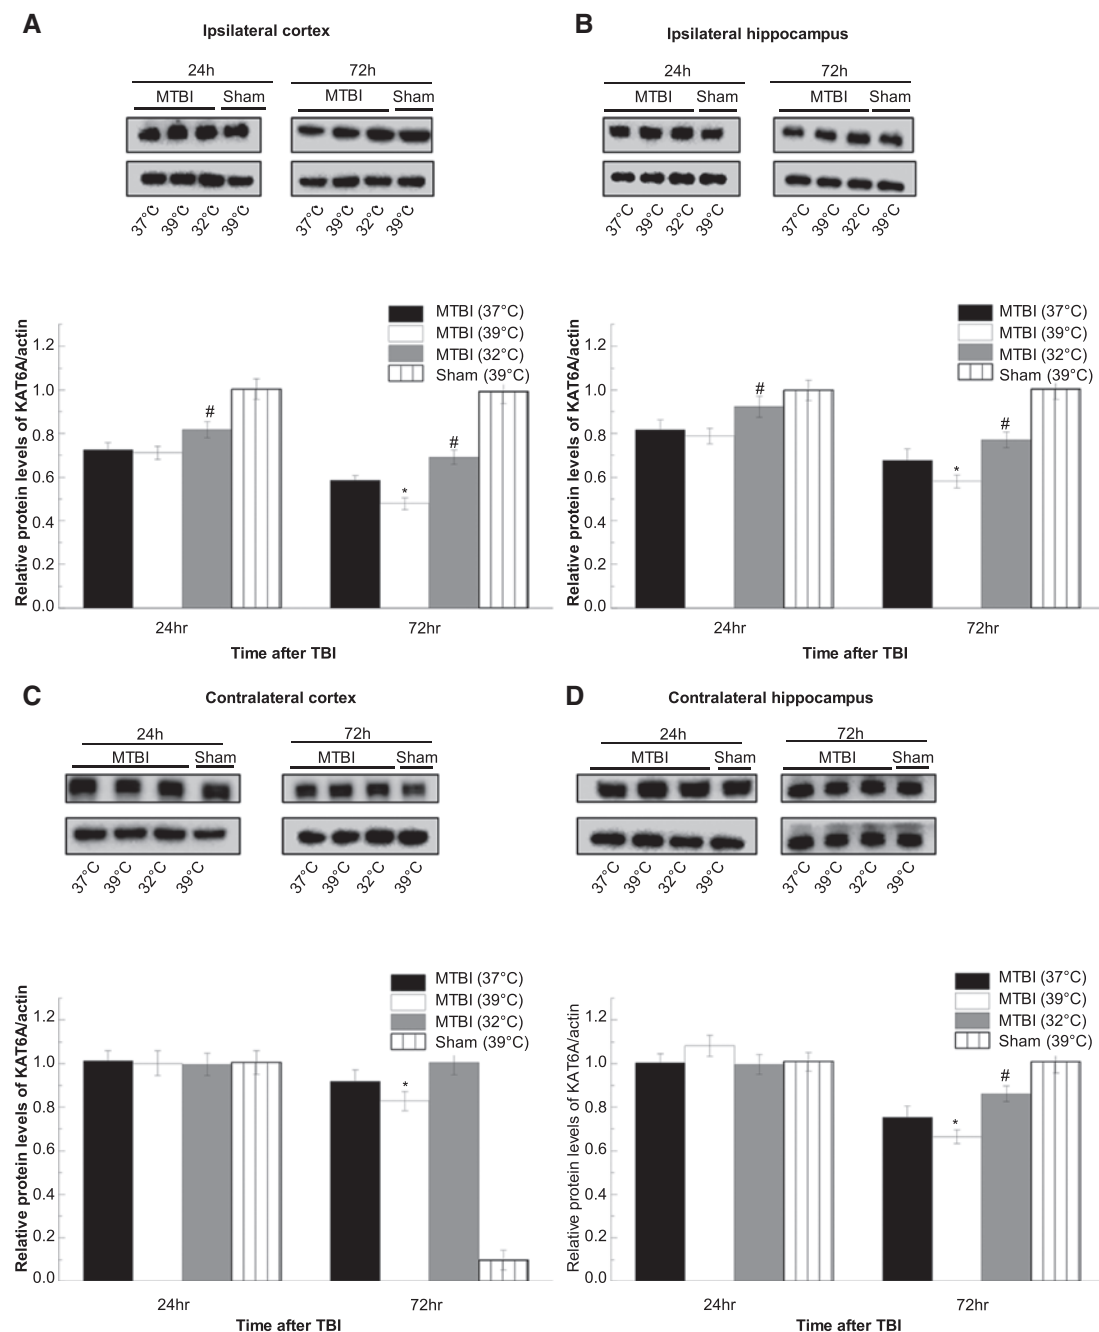 A
Ipsilateral cortex
24h
72h
MTBI
Sham
MTBI
Sham
37°C
39°C
32°C
39°C
37°C
39°C
32°C
39°C
MTBI (37°C)
MTBI (39°C)
MTBI (32°C)
Sham (39°C)
Relative protein levels of KAT6A/actin
1.2
1.0
0.8
0.6
0.4
0.2
0.0
#
*
#
24hr
72hr
Time after TBI
B
Ipsilateral hippocampus
24h
72h
MTBI
Sham
MTBI
Sham
37°C
39°C
32°C
39°C
37°C
39°C
32°C
39°C
MTBI (37°C)
MTBI (39°C)
MTBI (32°C)
Sham (39°C)
Relative protein levels of KAT6A/actin
1.2
1.0
0.8
0.6
0.4
0.2
0.0
#
*
#
24hr
72hr
Time after TBI
C
Contralateral cortex
24h
72h
MTBI
Sham
MTBI
Sham
37°C
39°C
32°C
39°C
37°C
39°C
32°C
39°C
MTBI (37°C)
MTBI (39°C)
MTBI (32°C)
Sham (39°C)
Relative protein levels of KAT6A/actin
1.2
1.0
0.8
0.6
0.4
0.2
0.0
*
24hr
72hr
Time after TBI
D
Contralateral hippocampus
24h
72h
MTBI
Sham
MTBI
Sham
37°C
39°C
32°C
39°C
37°C
39°C
32°C
39°C
MTBI (37°C)
MTBI (39°C)
MTBI (32°C)
Sham (39°C)
Relative protein levels of KAT6A/actin
1.2
1.0
0.8
0.6
0.4
0.2
0.0
*
#
24hr
72hr
Time after TBI